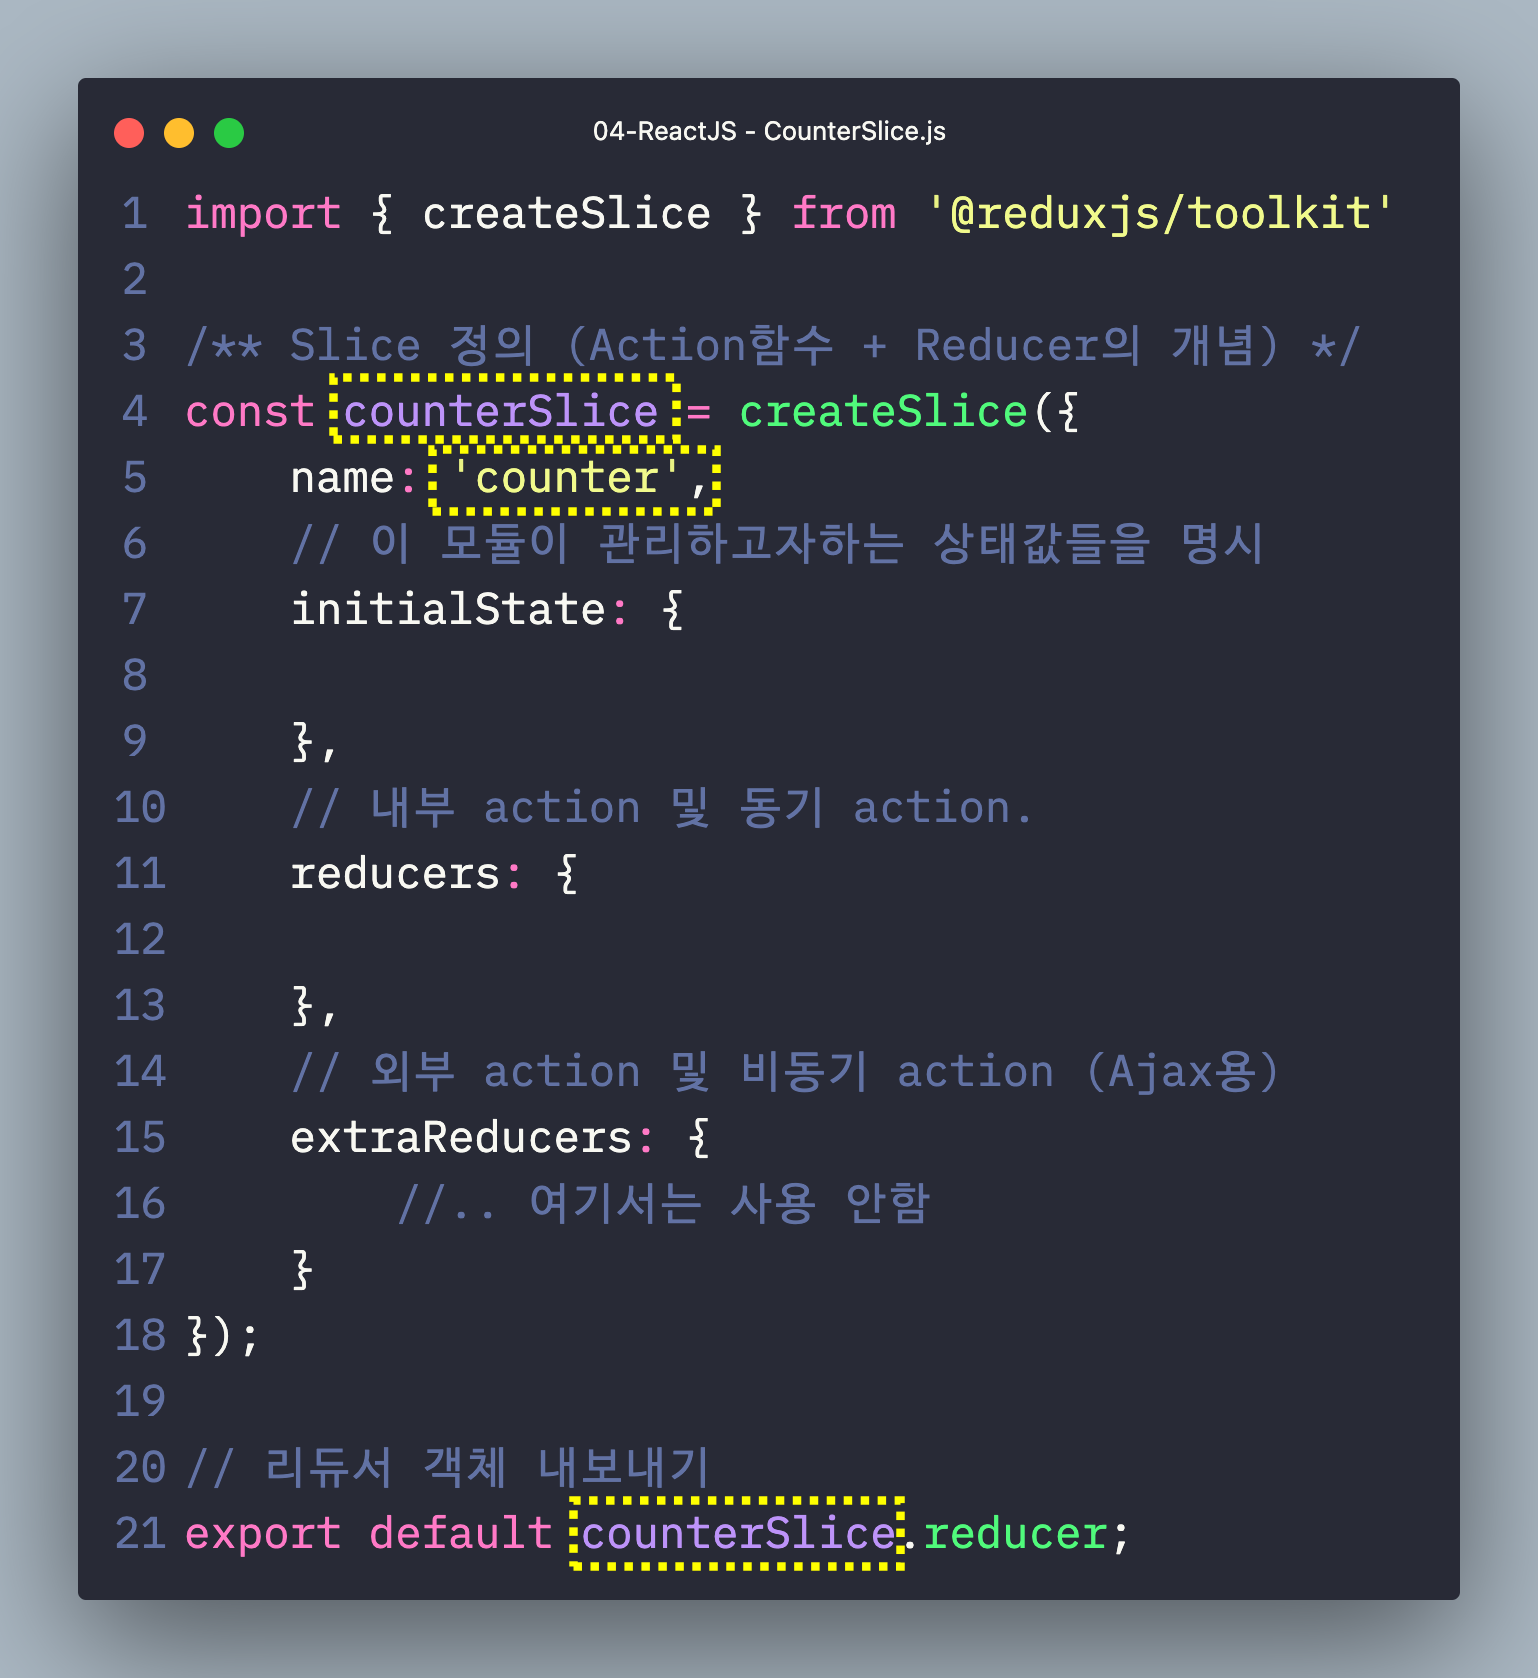 04-ReactJS - CounterSlice.js
1 import { createSlice } from '@reduxjs/toolkit'
2
3 /** Slice 정의 (Action함수 + Reducer의 개념) */
4 const counterSlice = createSlice({
5     name: 'counter',
6     // 이 모듈이 관리하고자하는 상태값들을 명시
7     initialState: {
8
9     },
10     // 내부 action 및 동기 action.
11     reducers: {
12
13     },
14     // 외부 action 및 비동기 action (Ajax용)
15     extraReducers: {
16         //.. 여기서는 사용 안함
17     }
18 });
19
20 // 리듀서 객체 내보내기
21 export default counterSlice.reducer;